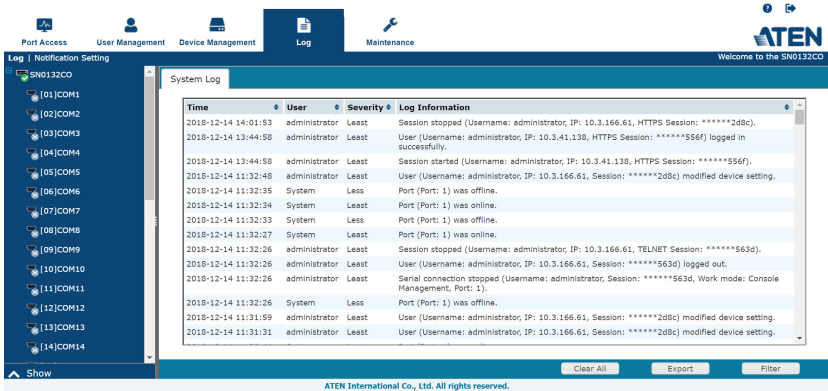 Port Access
User Management
Device Management
Log
Maintenance
ATEN
Log | Notification Setting
Welcome to the SN0132CO
SN0132CO
[01]COM1
[02]COM2
[03]COM3
[04]COM4
[05]COM5
[06]COM6
[07]COM7
[08]COM8
[09]COM9
[10]COM10
[11]COM11
[12]COM12
[13]COM13
[14]COM14
Show
System Log
Time User Severity Log Information
2018-12-14 14:01:53 administrator Least Session stopped (Username: administrator, IP: 10.3.166.61, HTTPS Session: ******2d8c).
2018-12-14 13:44:58 administrator Least User (Username: administrator, IP: 10.3.41.138, HTTPS Session: ******556f) logged in
successfully.
2018-12-14 13:44:58 administrator Least Session started (Username: administrator, IP: 10.3.41.138, HTTPS Session: ******556f).
2018-12-14 11:32:48 administrator Least User (Username: administrator, IP: 10.3.166.61, Session: ******2d8c) modified device setting.
2018-12-14 11:32:35 System Less Port (Port: 1) was offline.
2018-12-14 11:32:34 System Least Port (Port: 1) was online.
2018-12-14 11:32:33 System Less Port (Port: 1) was offline.
2018-12-14 11:32:27 System Least Port (Port: 1) was online.
2018-12-14 11:32:26 administrator Least Session stopped (Username: administrator, IP: 10.3.166.61, TELNET Session: ******563d).
2018-12-14 11:32:26 administrator Least User (Username: administrator, IP: 10.3.166.61, Session: ******563d) logged out.
2018-12-14 11:32:26 administrator Least Serial connection stopped (Username: administrator, Session: ******563d, Work mode: Console
Management, Port: 1).
2018-12-14 11:32:26 System Less Port (Port: 1) was offline.
2018-12-14 11:31:59 administrator Least User (Username: administrator, IP: 10.3.166.61, Session: ******2d8c) modified device setting.
2018-12-14 11:31:31 administrator Least User (Username: administrator, IP: 10.3.166.61, Session: ******2d8c) modified device setting.
Clear All
Export
Filter
ATEN International Co., Ltd. All rights reserved.